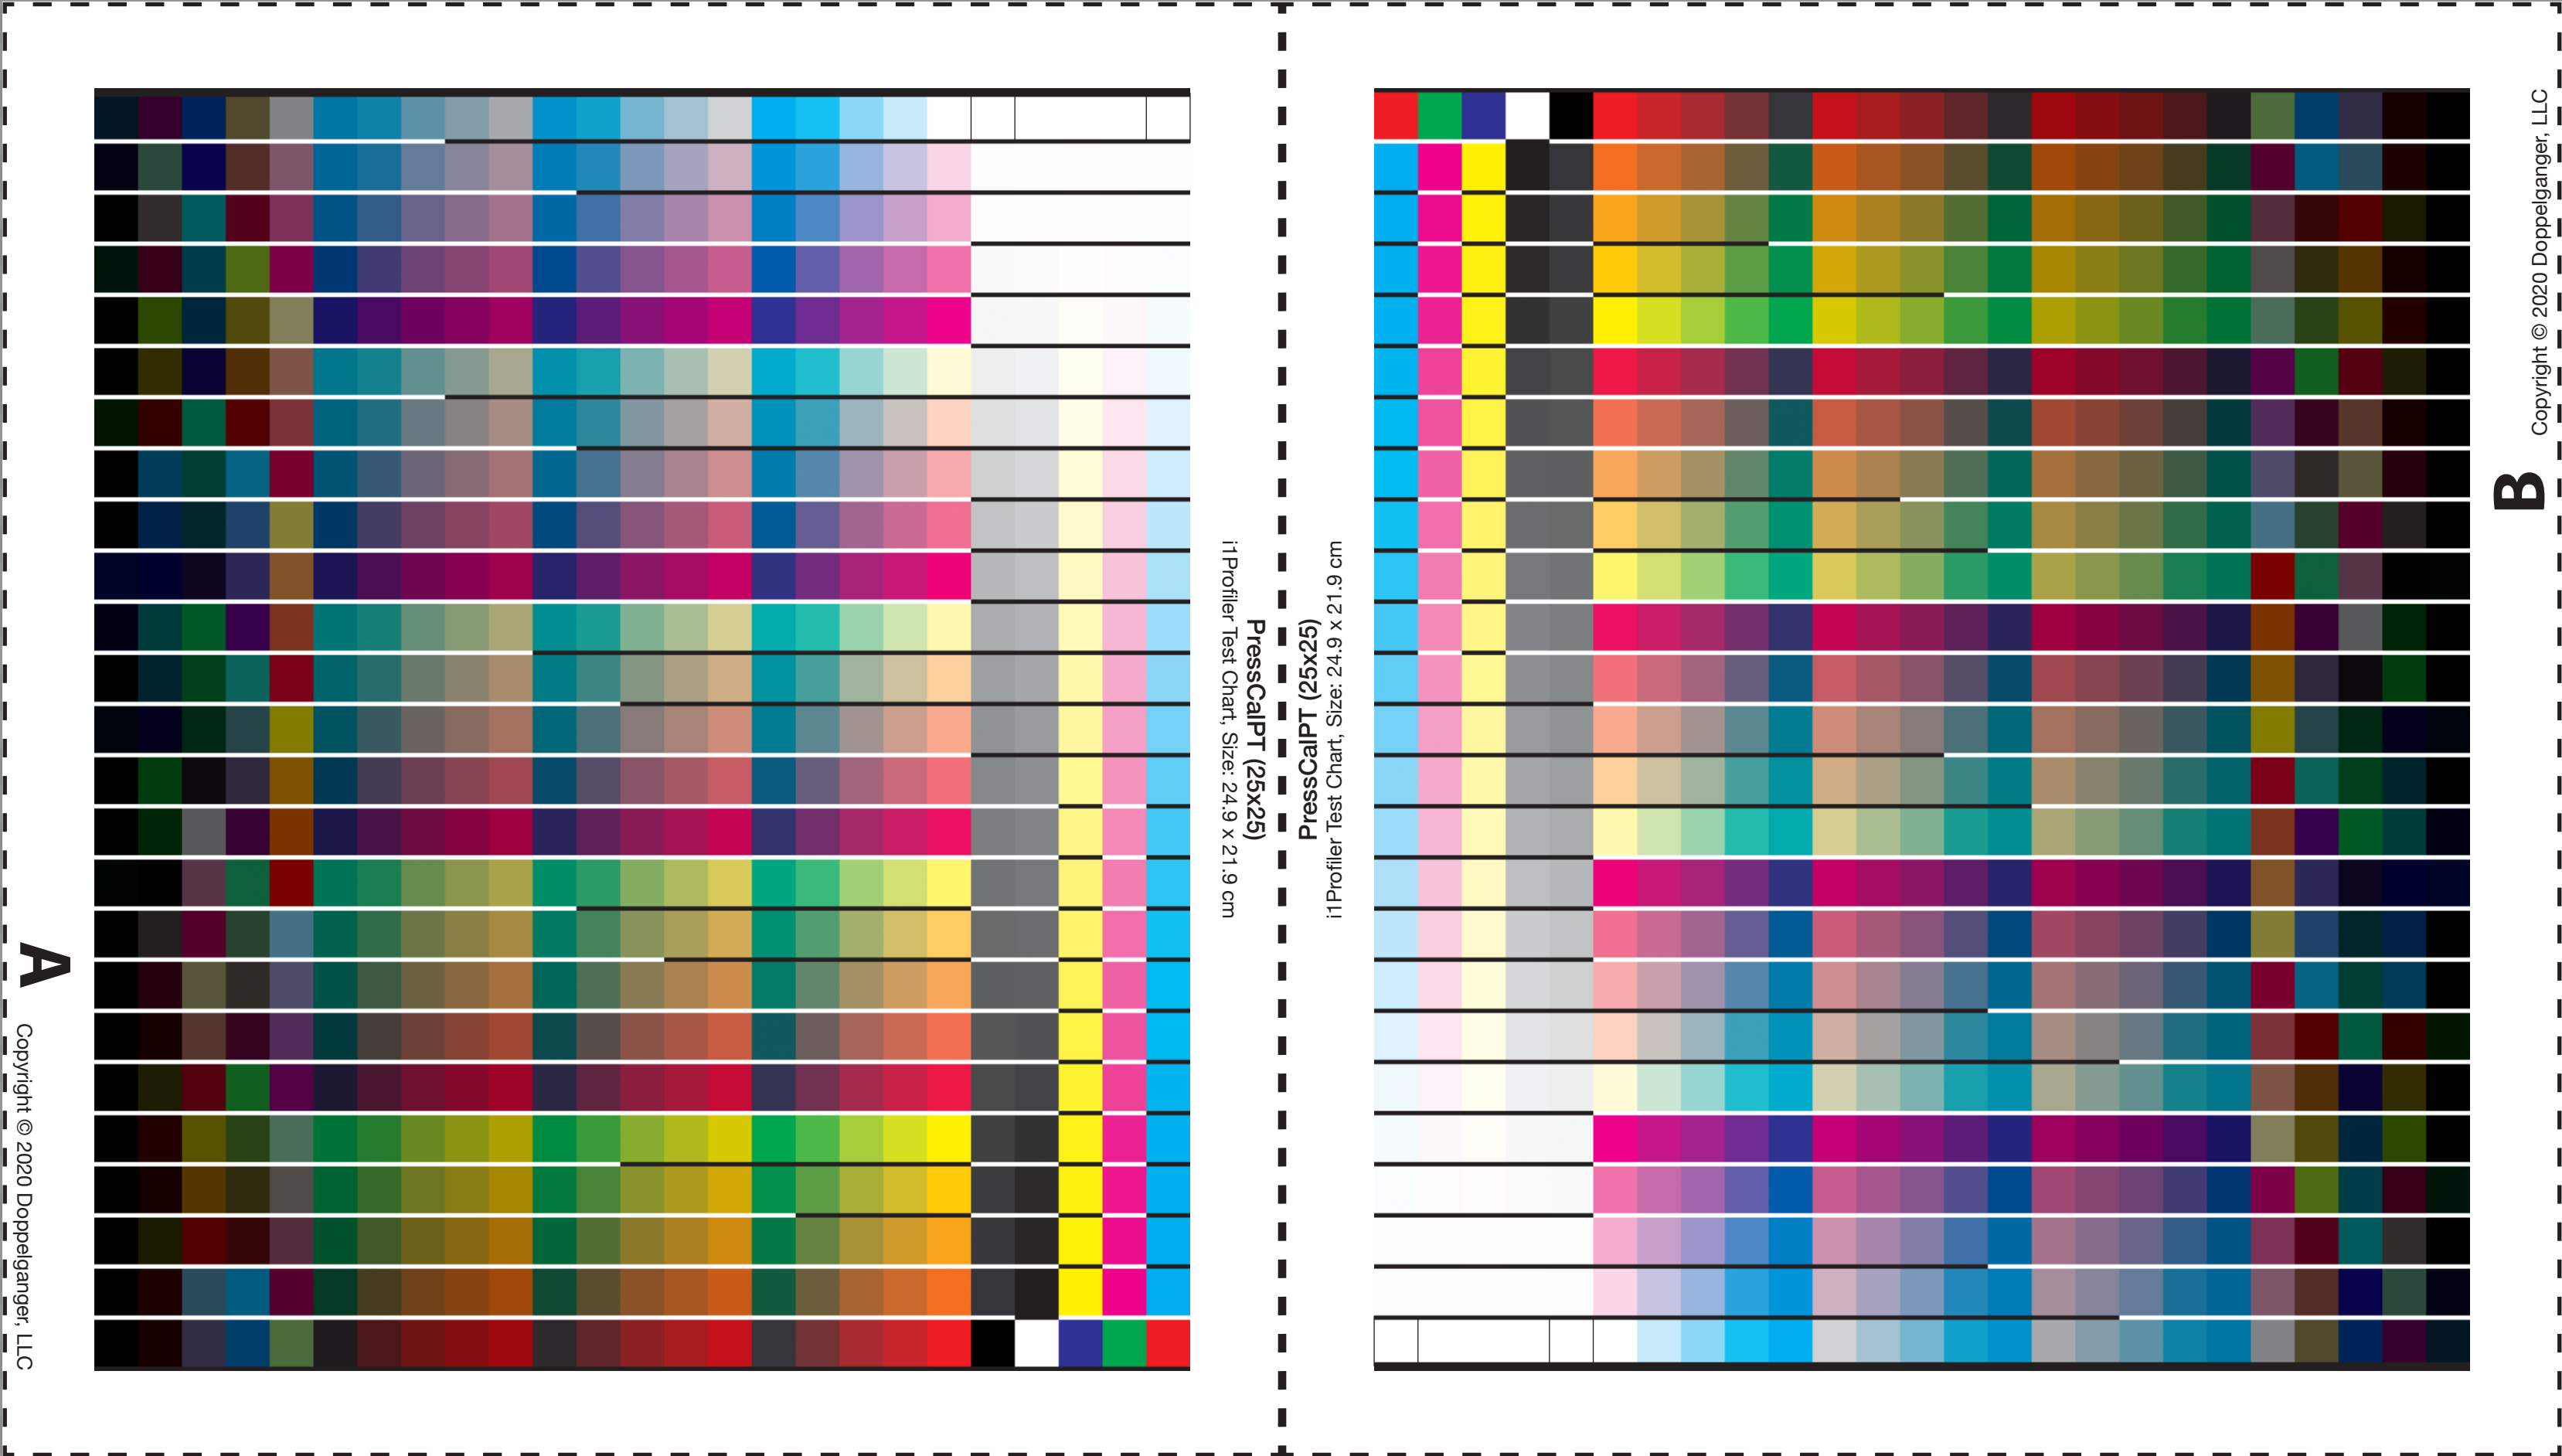 A
Copyright © 2020 Doppelganger, LLC
PressCalPT (25x25)
i1Profiler Test Chart, Size: 24.9 x 21.9 cm
PressCalPT (25x25)
i1Profiler Test Chart, Size: 24.9 x 21.9 cm
B
Copyright © 2020 Doppelganger, LLC